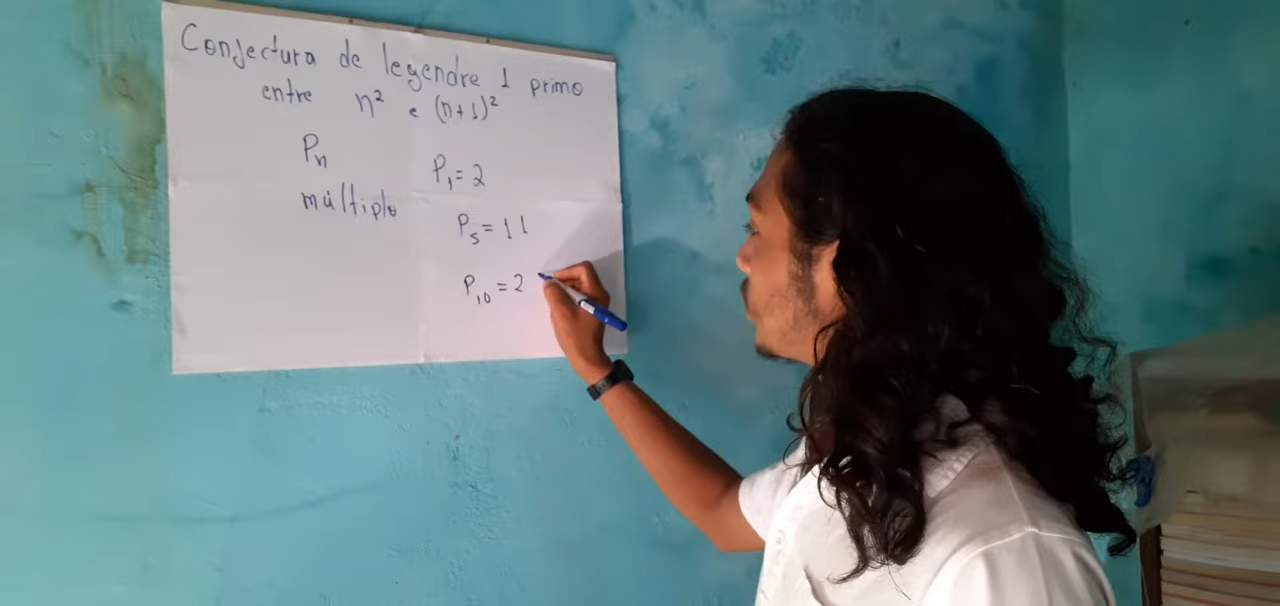 Conjectura de legendre 1 primo
entre n² e (n+1)²
Pₙ
P₁=2
múltiplo
P₅=11
P₁₀=2